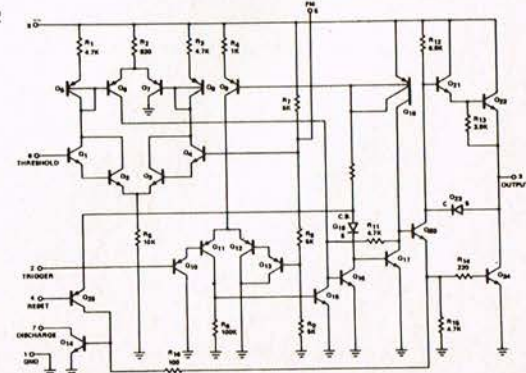 FM
5
8
R1
4.7K
R2
830
R3
4.7K
R4
1K
R12
6.8K
Q5
Q6
Q7
Q8
Q9
R7
5K
Q19
Q21
Q22
R13
3.9K
6
THRESHOLD
Q1
Q2
Q3
Q4
3
OUTPUT
Q23
C
R5
10K
R8
5K
C.B.
Q18
E
R11
4.7K
Q20
Q11
Q12
Q13
2
TRIGGER
Q10
Q16
Q17
R14
220
Q24
4
RESET
Q25
Q15
R6
100K
R9
5K
R15
4.7K
7
DISCHARGE
Q14
1
GND
R16
100